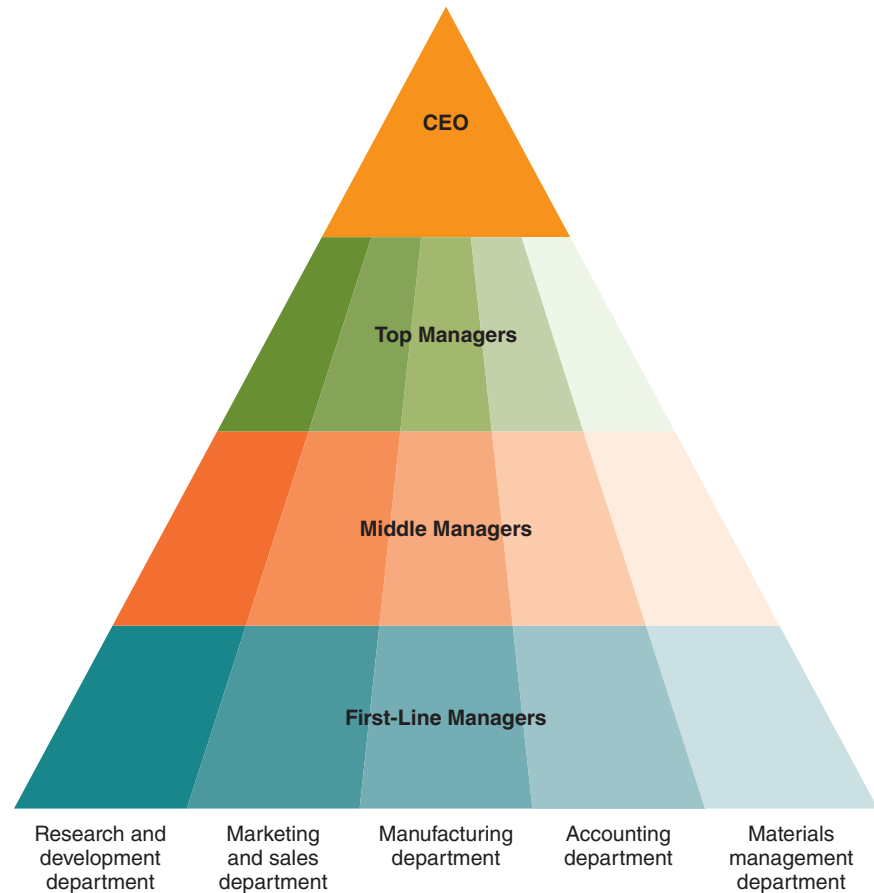 CEO
Top Managers
Middle Managers
First-Line Managers
Research and
development
department
Marketing
and sales
department
Manufacturing
department
Accounting
department
Materials
management
department